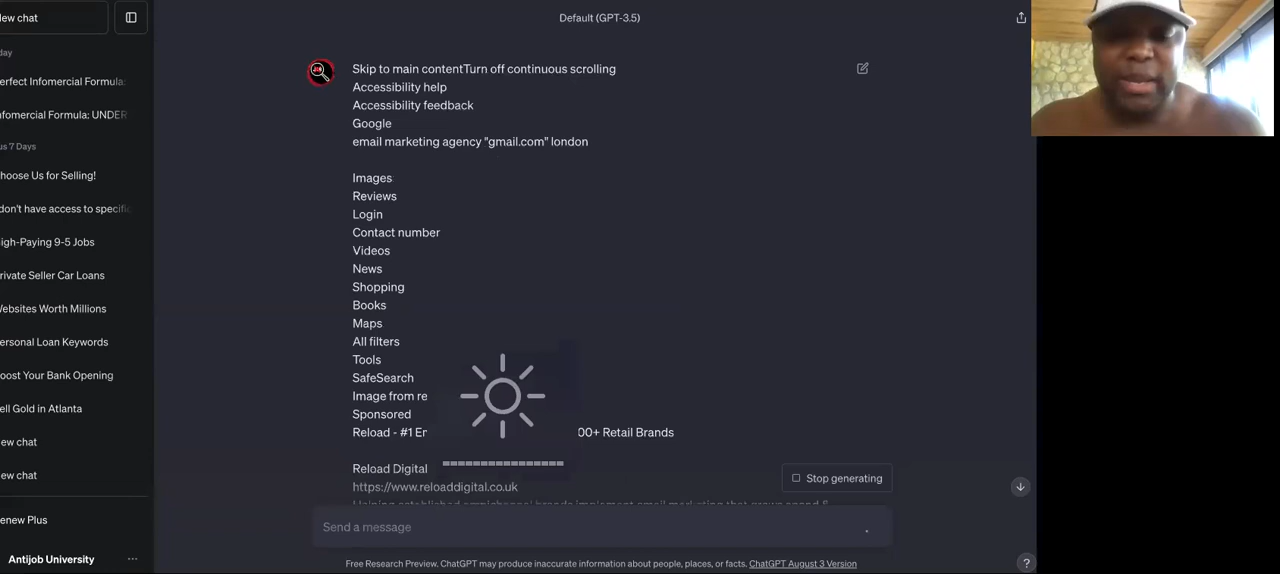 ew chat
day
erfect Infomercial Formula:
nfomercial Formula: UNDER
us 7 Days
hoose Us for Selling!
don't have access to specific
igh-Paying 9-5 Jobs
rivate Seller Car Loans
Websites Worth Millions
ersonal Loan Keywords
oost Your Bank Opening
ell Gold in Atlanta
ew chat
ew chat
enew Plus
Antijob University
Default (GPT-3.5)
Skip to main contentTurn off continuous scrolling
Accessibility help
Accessibility feedback
Google
email marketing agency "gmail.com" london
Images
Reviews
Login
Contact number
Videos
News
Shopping
Books
Maps
All filters
Tools
SafeSearch
Image from re
Sponsored
Reload - #1 Em 00+ Retail Brands
Reload Digital
https://www.reloaddigital.co.uk
Stop generating
Send a message
Free Research Preview. ChatGPT may produce inaccurate information about people, places, or facts. ChatGPT August 3 Version
?